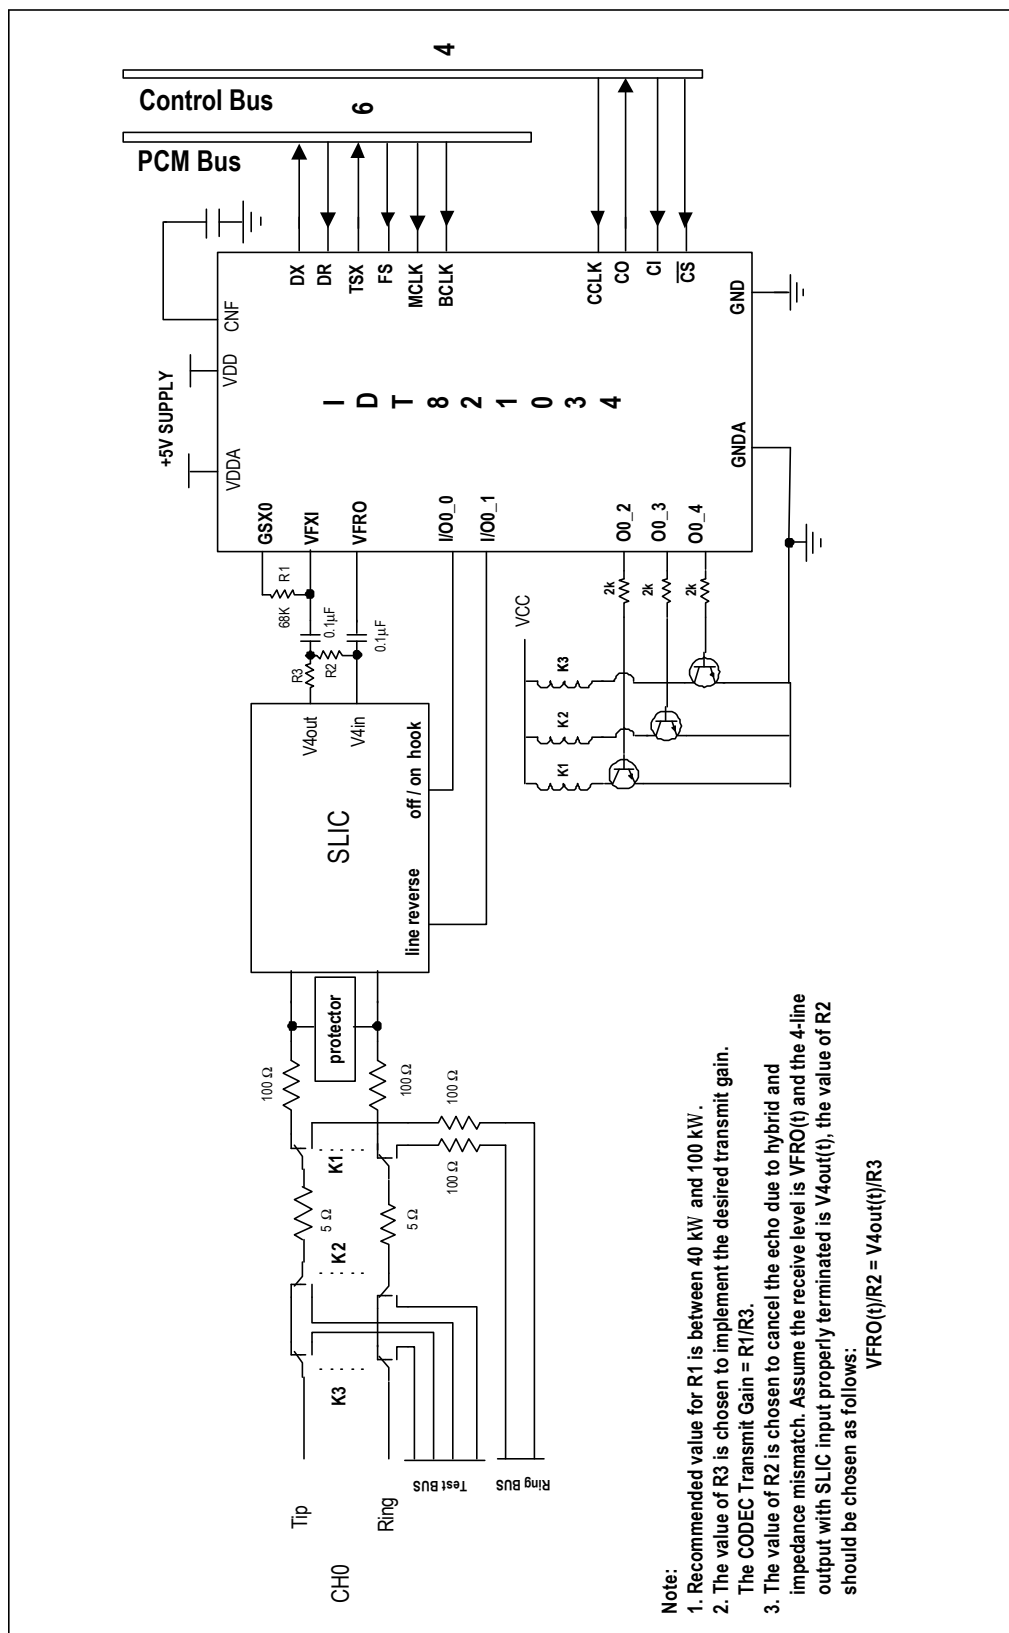 4
Control Bus
6
PCM Bus
DX
DR
TSX
FS
MCLK
BCLK
CCLK
CO
CI
CS
CNF
VDD
VDDA
+5V SUPPLY
I D T 8 2 1 0 3 4
GND
GNDA
GSX0
VFXI
VFRO
I/O0_0
I/O0_1
O0_2
O0_3
O0_4
R1
68K
0.1µF
0.1µF
R3
R2
2k
2k
2k
VCC
K3
K2
K1
V4out
V4in
off / on hook
SLIC
line reverse
protector
100 Ω
100 Ω
100 Ω
100 Ω
K1
5 Ω
5 Ω
K2
K3
Test BUS
Ring BUS
Tip
Ring
CH0
Note:
1. Recommended value for R1 is between 40 kW and 100 kW.
2. The value of R3 is chosen to implement the desired transmit gain.
The CODEC Transmit Gain = R1/R3.
3. The value of R2 is chosen to cancel the echo due to hybrid and
impedance mismatch. Assume the receive level is VFRO(t) and the 4-line
output with SLIC input properly terminated is V4out(t), the value of R2
should be chosen as follows:
VFRO(t)/R2 = V4out(t)/R3